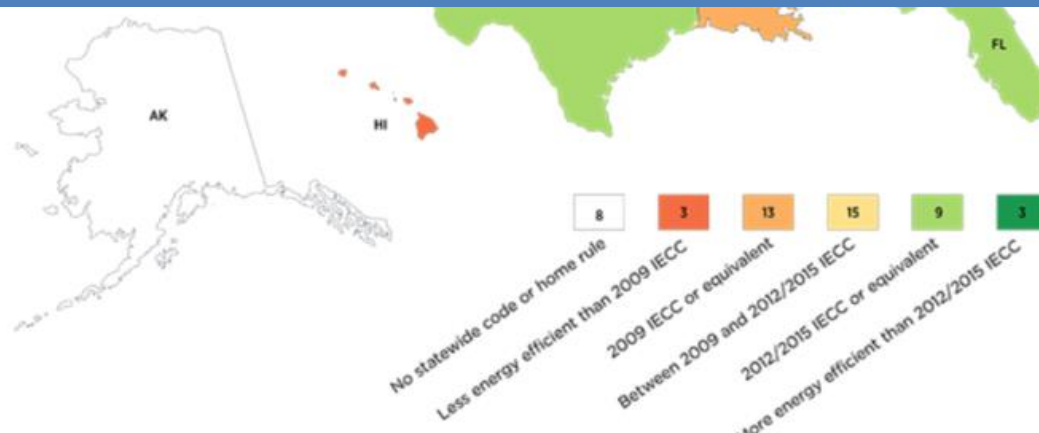 FL
AK
HI
8
3
13
15
9
3
No statewide code or home rule
Less energy efficient than 2009 IECC
2009 IECC or equivalent
Between 2009 and 2012/2015 IECC
2012/2015 IECC or equivalent
More energy efficient than 2012/2015 IECC